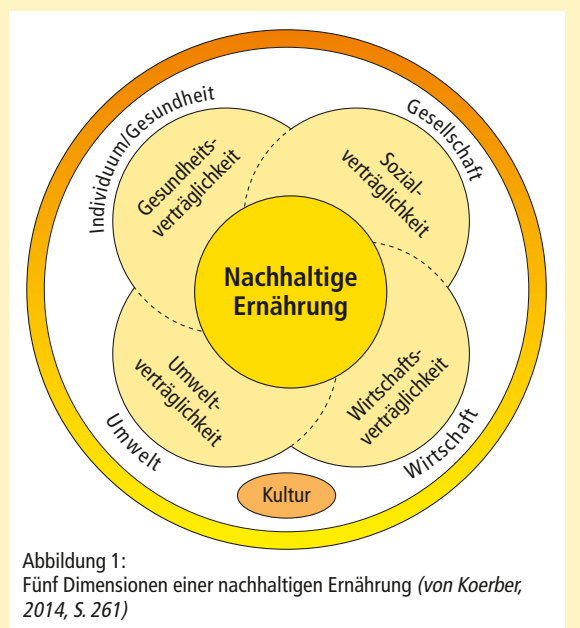 Individuum/Gesundheit
Gesellschaft
Gesundheits-
verträglichkeit
Sozial-
verträglichkeit
Nachhaltige
Ernährung
Umwelt-
verträglichkeit
Wirtschafts-
verträglichkeit
Umwelt
Wirtschaft
Kultur
Abbildung 1:
Fünf Dimensionen einer nachhaltigen Ernährung (von Koerber,
2014, S. 261)